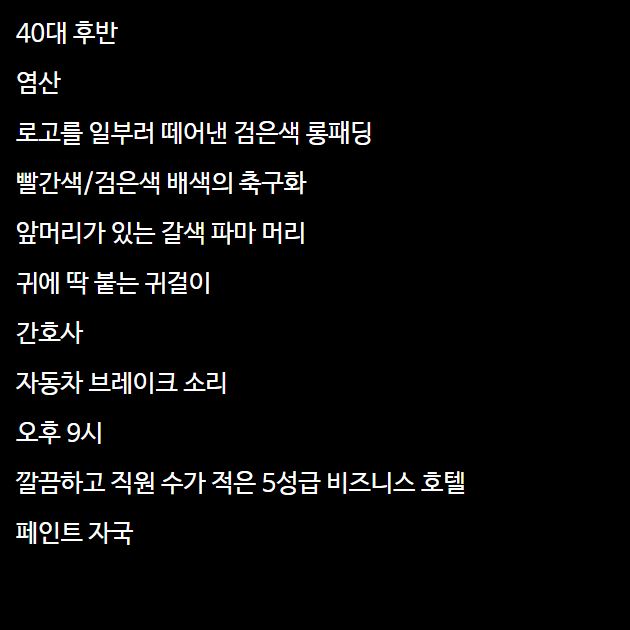 40대 후반
염산
로고를 일부러 떼어낸 검은색 롱패딩
빨간색/검은색 배색의 축구화
앞머리가 있는 갈색 파마 머리
귀에 딱 붙는 귀걸이
간호사
자동차 브레이크 소리
오후 9시
깔끔하고 직원 수가 적은 5성급 비즈니스 호텔
페인트 자국